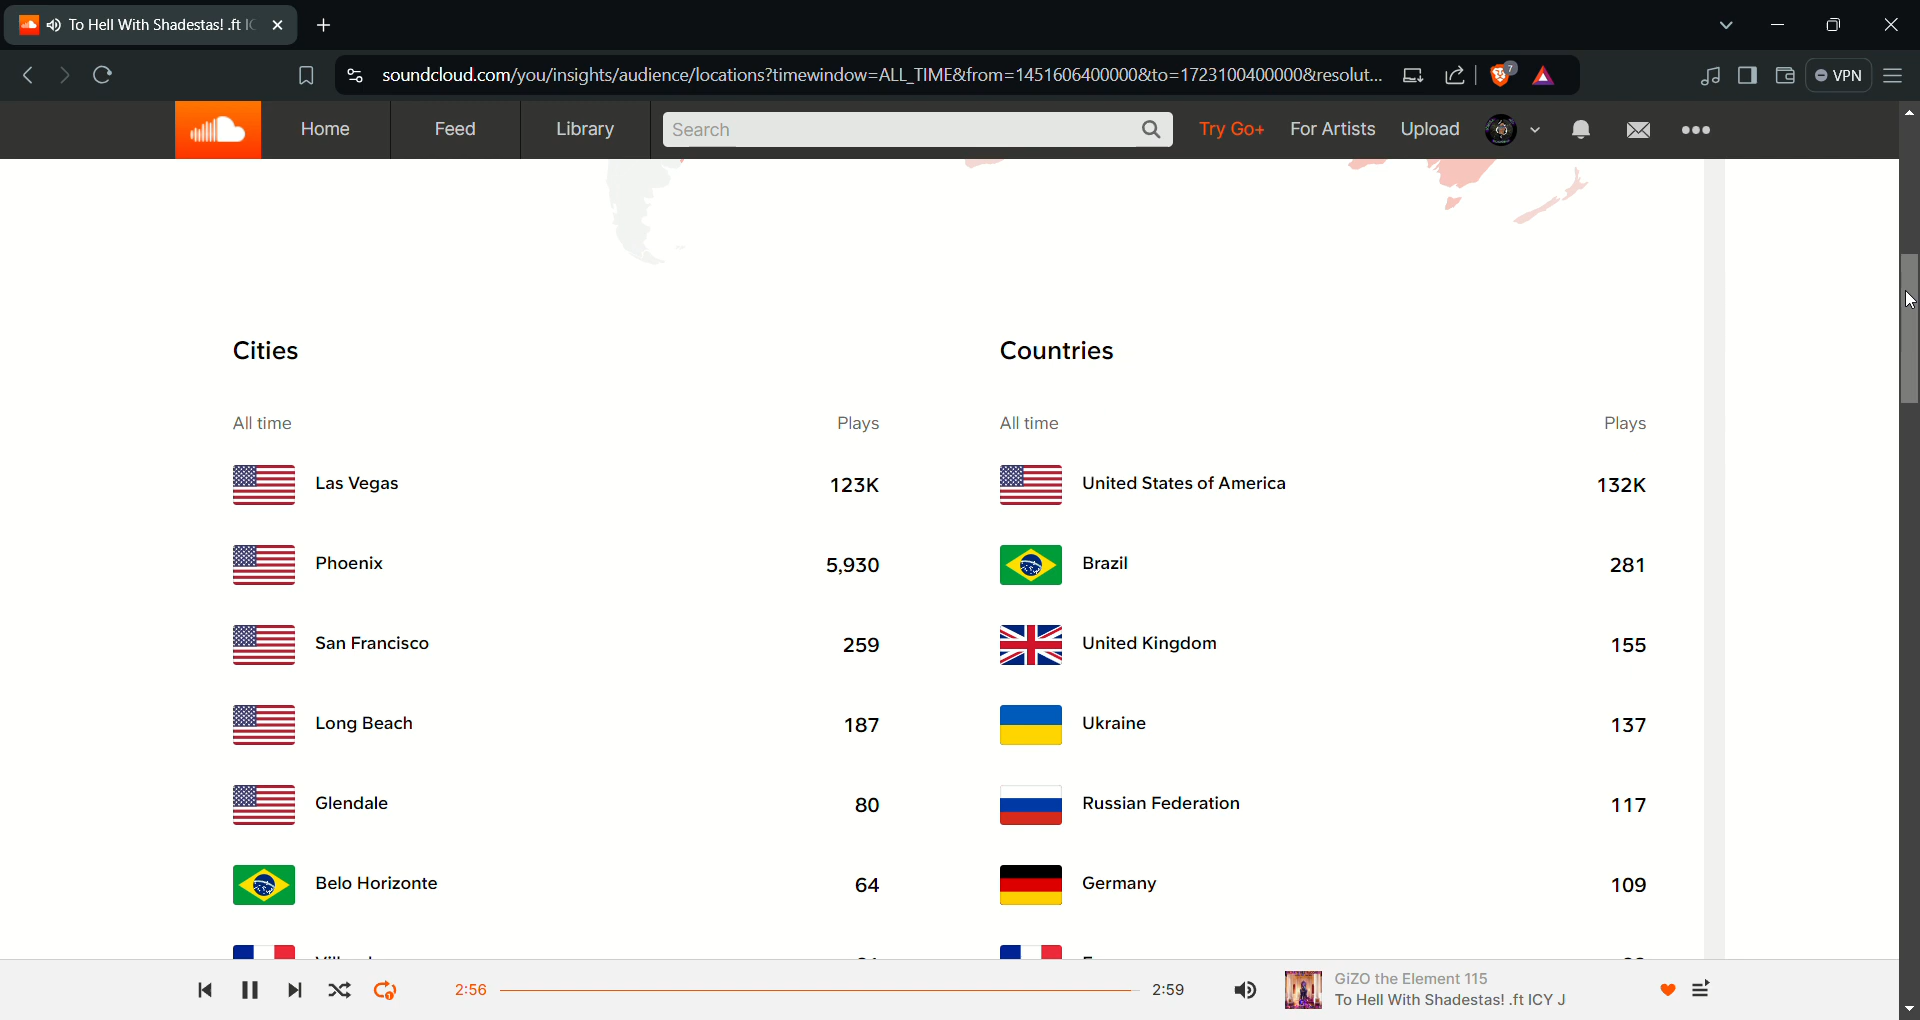 To Hell With Shadestas! .ft IC
soundcloud.com/you/insights/audience/locations?timewindow=ALL_TIME&from=1451606400000&to=1723100400000&resolut...
7
VPN
Home
Feed
Library
Search
Try Go+
For Artists
Upload
Cities
Countries
All time
Plays
All time
Plays
Las Vegas
123K
United States of America
132K
Phoenix
5,930
Brazil
281
San Francisco
259
United Kingdom
155
Long Beach
187
Ukraine
137
Glendale
80
Russian Federation
117
Belo Horizonte
64
Germany
109
1
2:56
2:59
GiZO the Element 115
To Hell With Shadestas! .ft ICY J